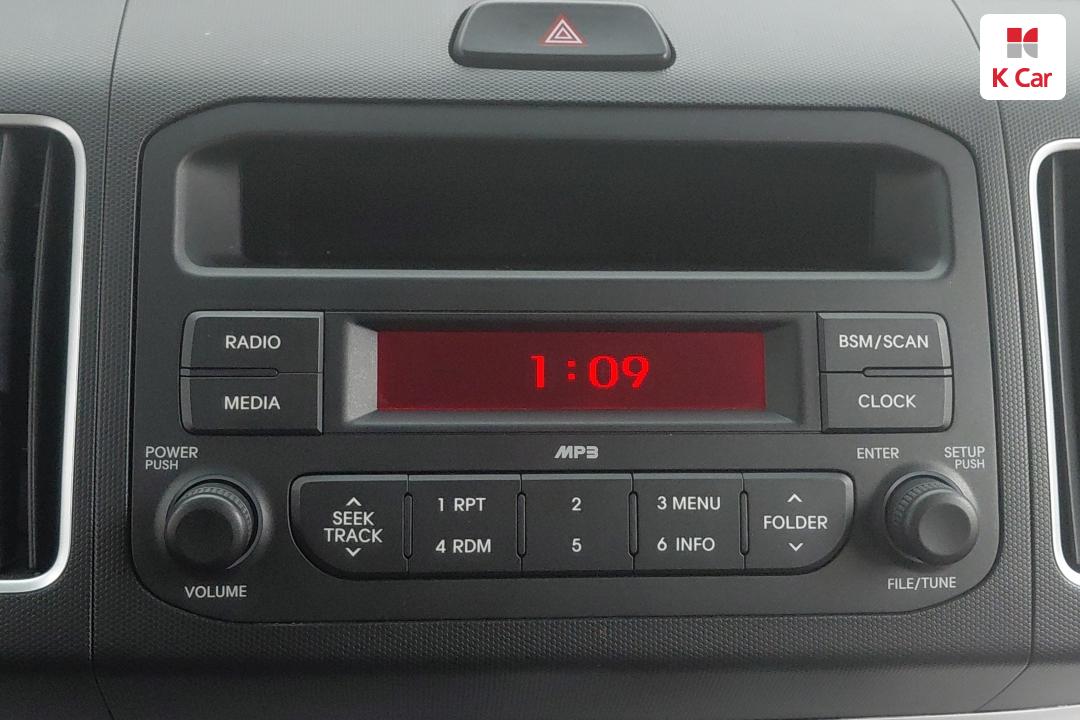 K Car
RADIO
1:09
BSM/SCAN
MEDIA
CLOCK
POWER
PUSH
MP3
ENTER
SETUP
PUSH
SEEK
TRACK
1 RPT
2
3 MENU
FOLDER
4 RDM
5
6 INFO
VOLUME
FILE/TUNE